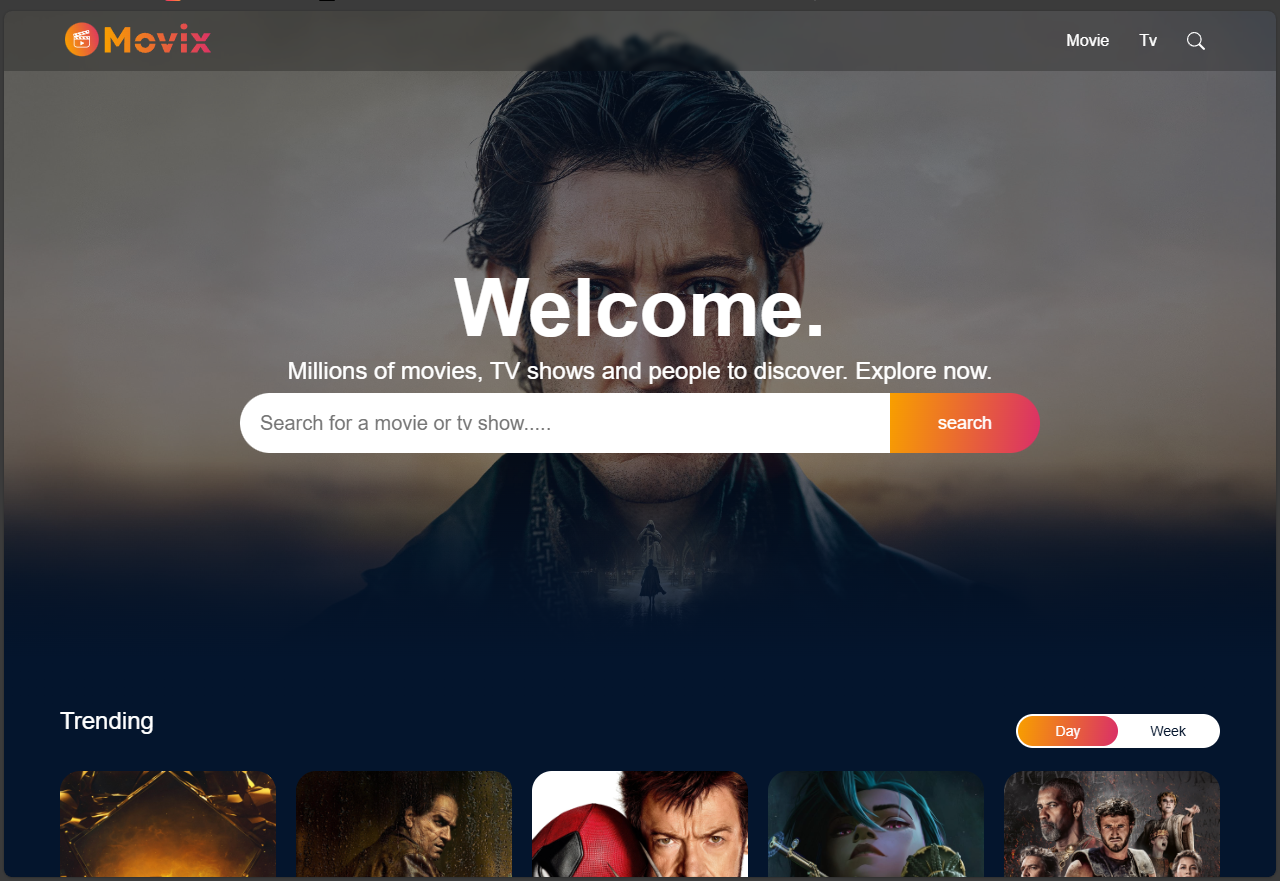 Movix
Movie Tv
Welcome.
Millions of movies, TV shows and people to discover. Explore now.
Search for a movie or tv show.....
search
Trending
Day Week